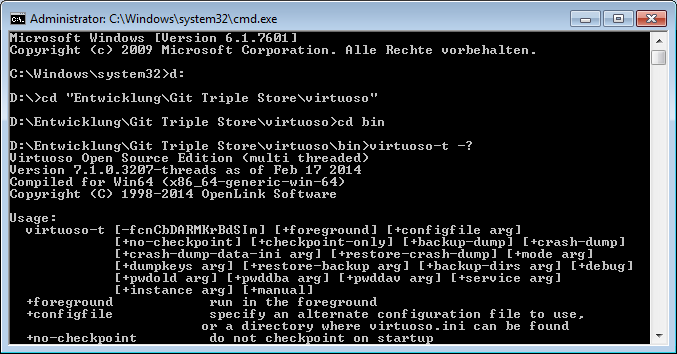 Administrator: C:\Windows\system32\cmd.exe
Microsoft Windows [Version 6.1.7601]
Copyright (c) 2009 Microsoft Corporation. Alle Rechte vorbehalten.
C:\Windows\system32>d:
D:\>cd "Entwicklung\Git Triple Store\virtuoso"
D:\Entwicklung\Git Triple Store\virtuoso>cd bin
D:\Entwicklung\Git Triple Store\virtuoso\bin>virtuoso-t -?
Virtuoso Open Source Edition (multi threaded)
Version 7.1.0.3207-threads as of Feb 17 2014
Compiled for Win64 (x86_64-generic-win-64)
Copyright (C) 1998-2014 OpenLink Software
Usage:
virtuoso-t [-fcnCbDARMKrBdSIm] [+foreground] [+configfile arg]
[+no-checkpoint] [+checkpoint-only] [+backup-dump] [+crash-dump]
[+crash-dump-data-ini arg] [+restore-crash-dump] [+mode arg]
[+dumpkeys arg] [+restore-backup arg] [+backup-dirs arg] [+debug]
[+pwdold arg] [+pwddba arg] [+pwddav arg] [+service arg]
[+instance arg] [+manual]
+foreground run in the foreground
+configfile specify an alternate configuration file to use,
or a directory where virtuoso.ini can be found
+no-checkpoint do not checkpoint on startup